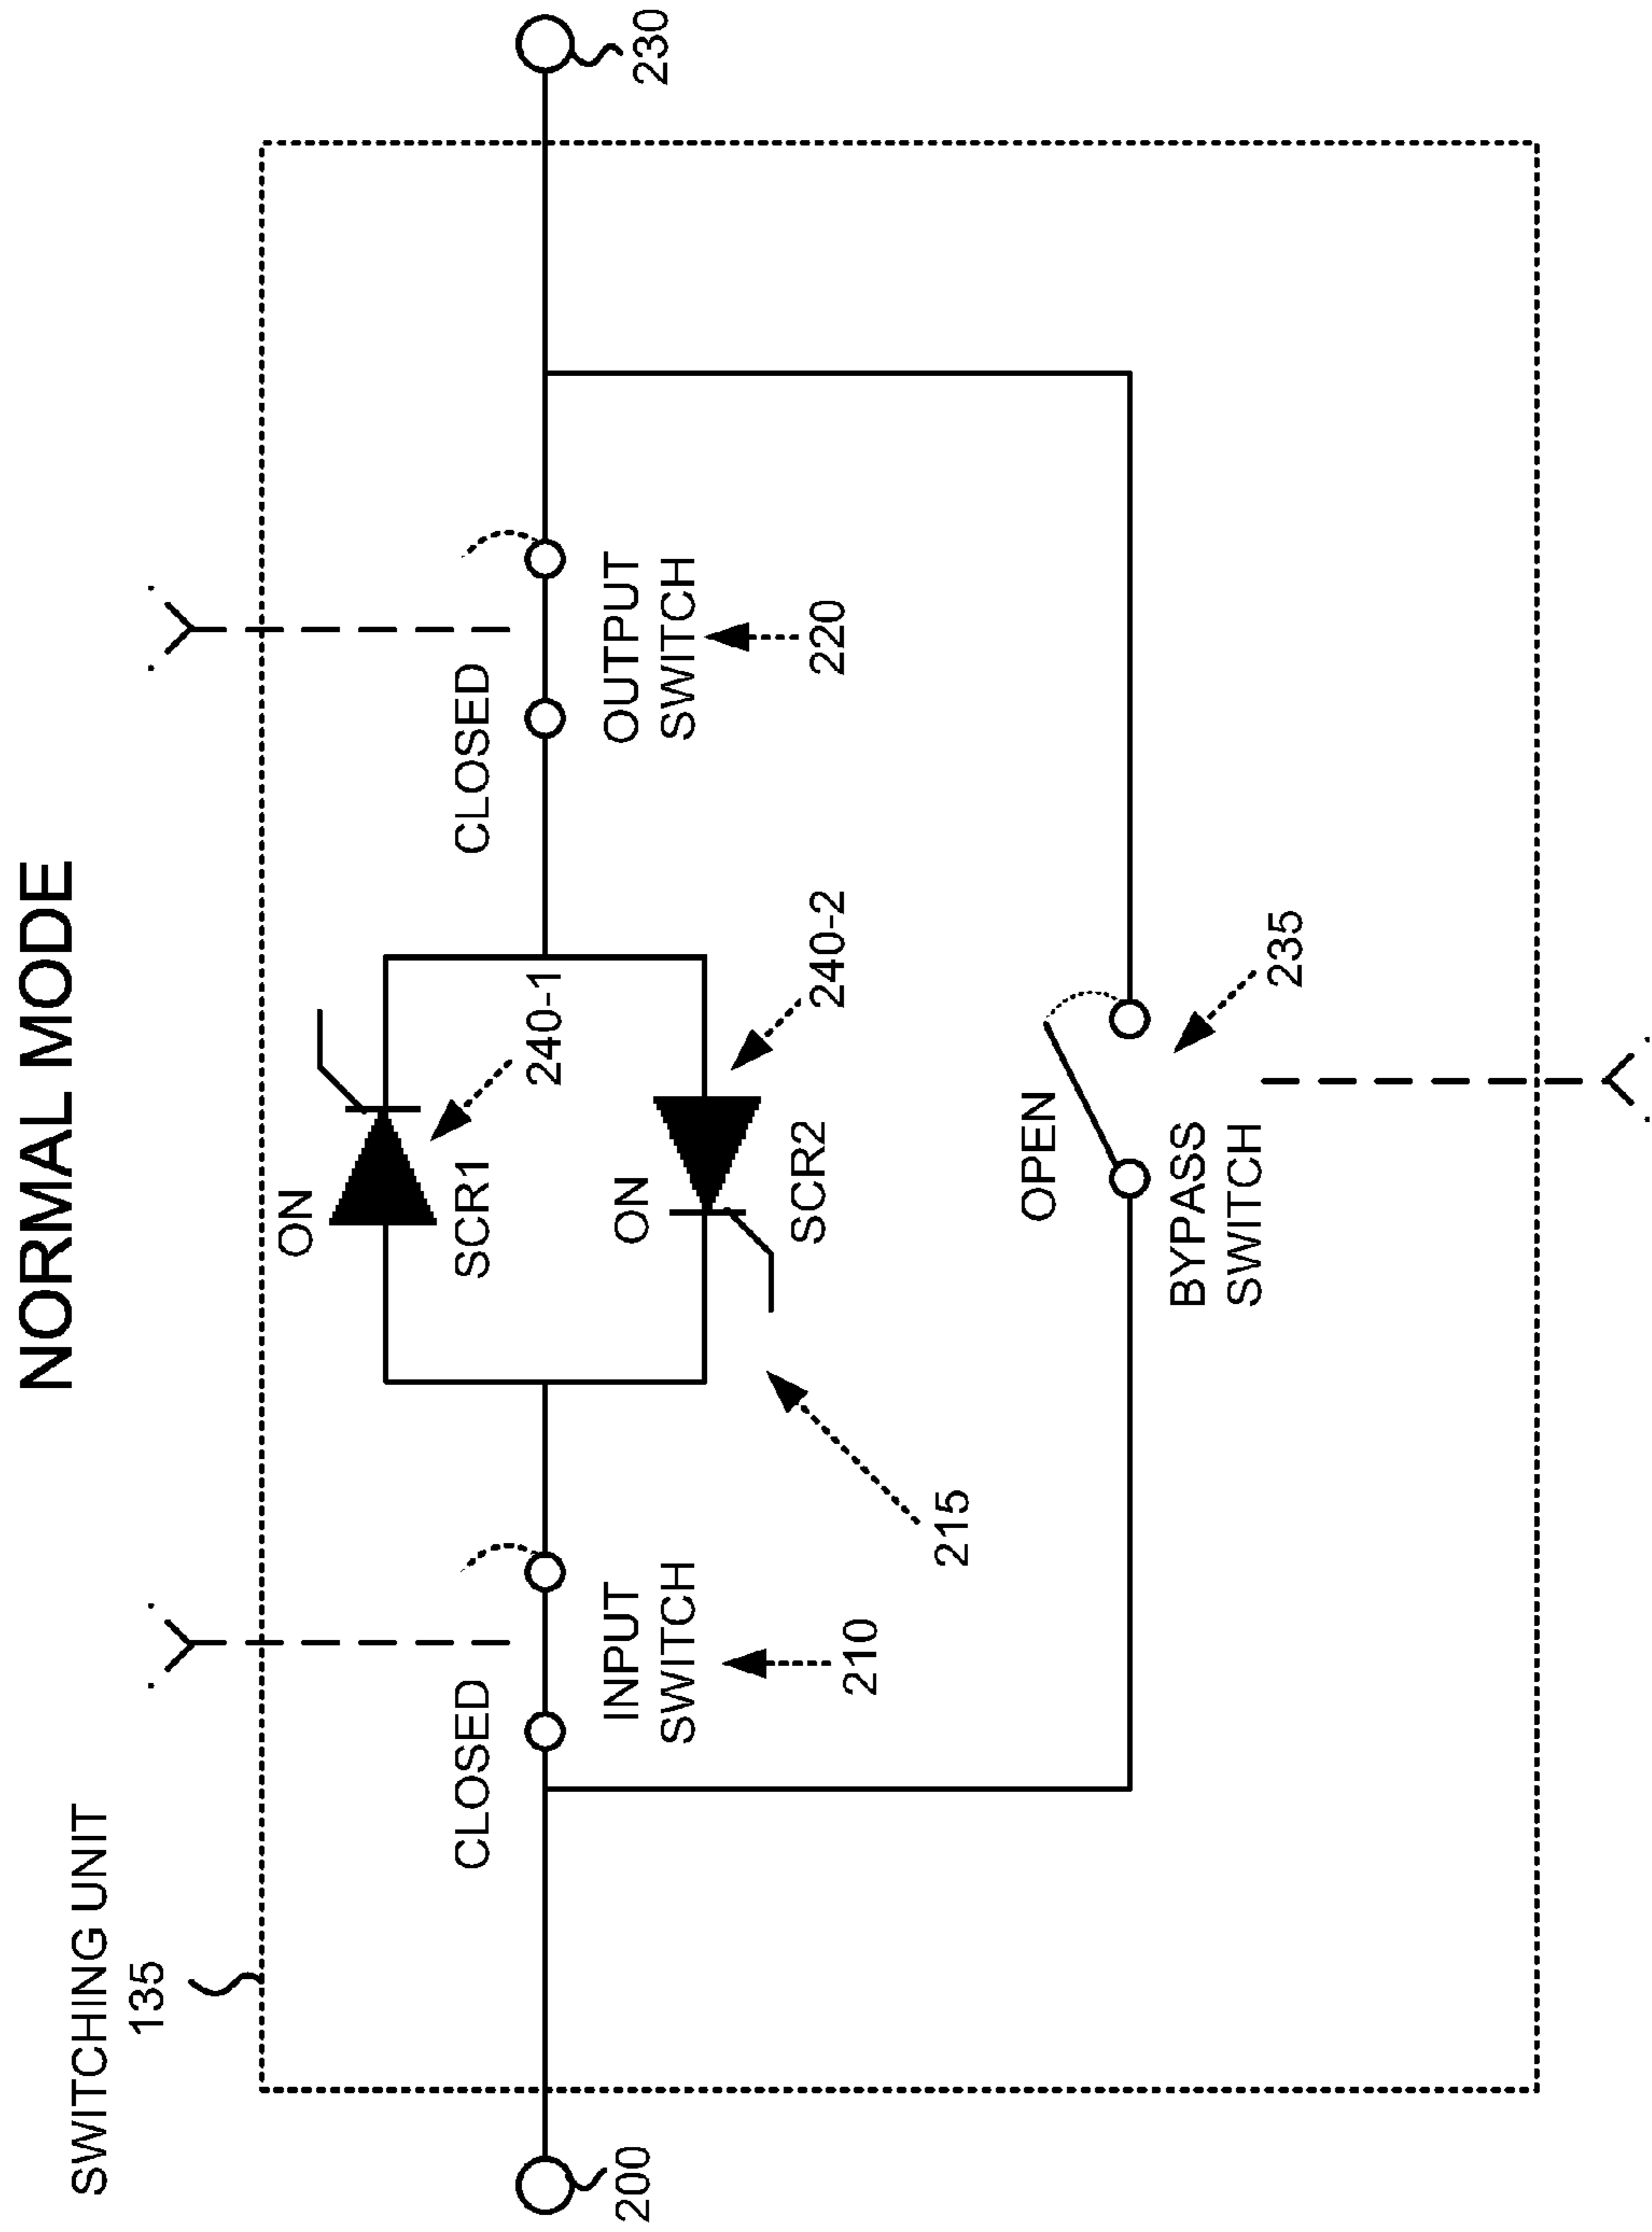 NORMAL MODE
SWITCHING UNIT
135
ON
SCR1
240-1
ON
SCR2
240-2
CLOSED
INPUT
SWITCH
210
215
CLOSED
OUTPUT
SWITCH
220
200
230
OPEN
BYPASS
SWITCH
235